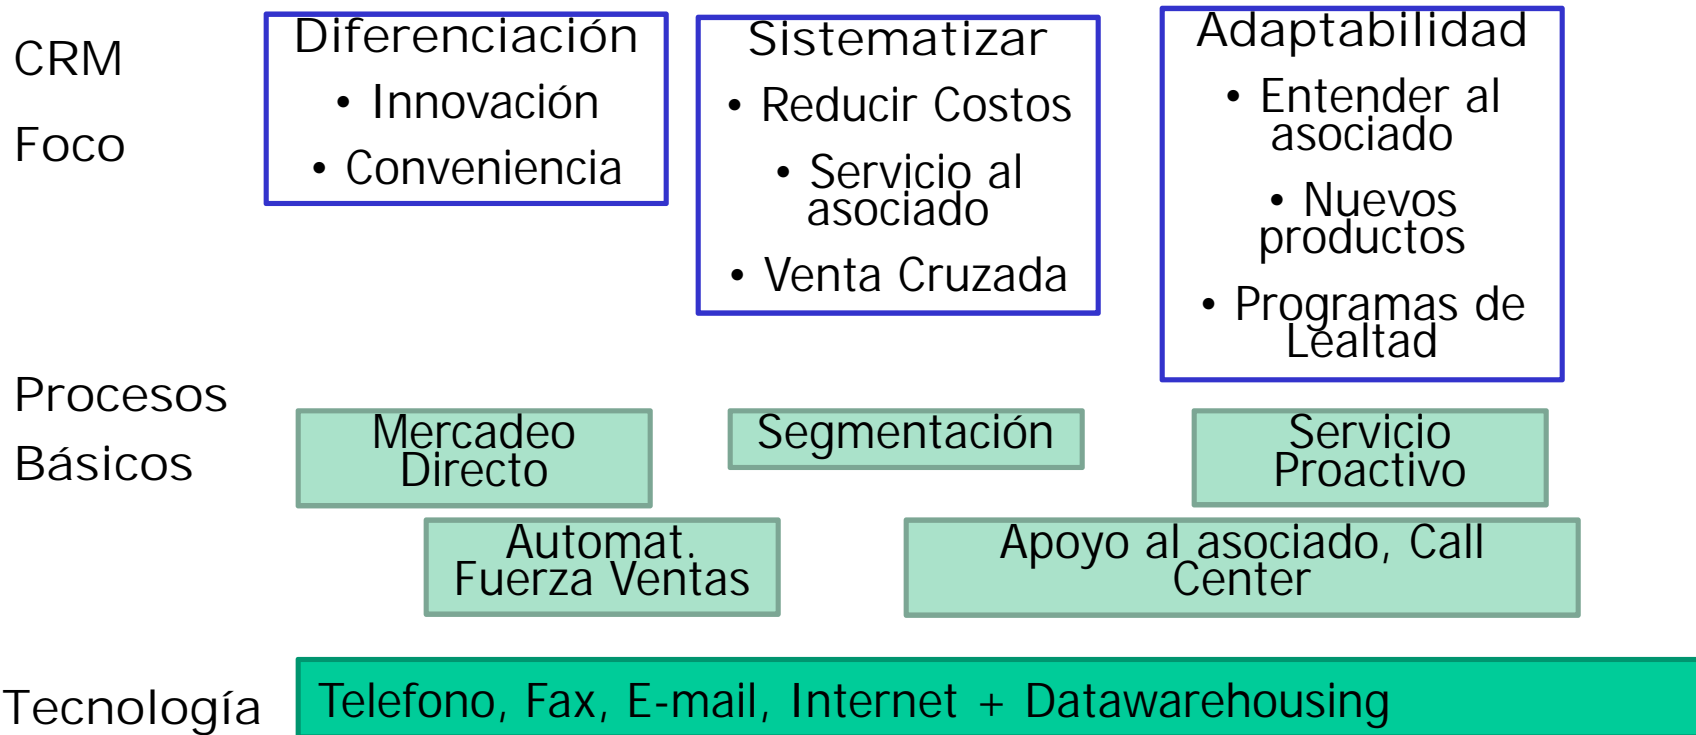 CRM
Foco
Diferenciación
• Innovación
• Conveniencia
Sistematizar
• Reducir Costos
• Servicio al
asociado
• Venta Cruzada
Adaptabilidad
• Entender al
asociado
• Nuevos
productos
• Programas de
Lealtad
Procesos
Básicos
Mercadeo
Directo
Segmentación
Servicio
Proactivo
Automat.
Fuerza Ventas
Apoyo al asociado, Call
Center
Tecnología
Telefono, Fax, E-mail, Internet + Datawarehousing